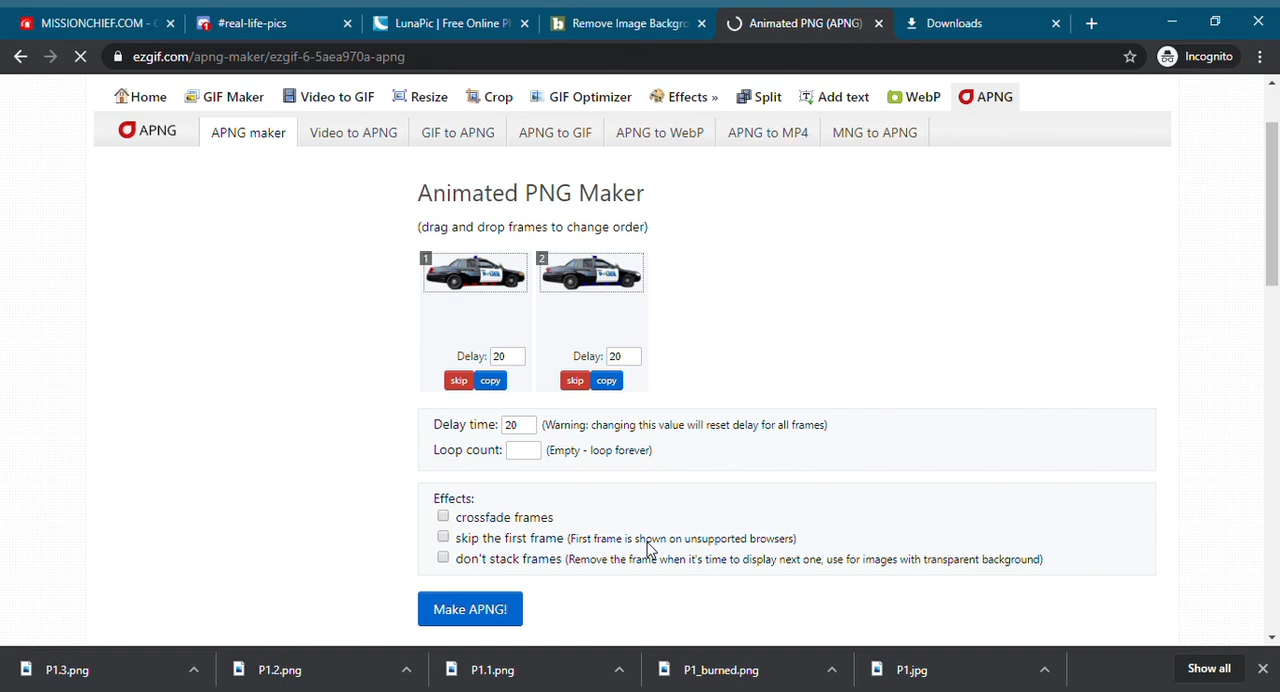 MISSIONCHIEF.COM - 
#real-life-pics
LunaPic | Free Online P
Remove Image Backgro
Animated PNG (APNG)
Downloads
ezgif.com/apng-maker/ezgif-6-5aea970a-apng
Incognito
Home GIF Maker Video to GIF Resize Crop GIF Optimizer Effects » Split Add text WebP APNG
APNG APNG maker Video to APNG GIF to APNG APNG to GIF APNG to WebP APNG to MP4 MNG to APNG
Animated PNG Maker
(drag and drop frames to change order)
1 2
Delay: 20 Delay: 20
skip copy skip copy
Delay time: 20 (Warning: changing this value will reset delay for all frames)
Loop count: (Empty - loop forever)
Effects:
crossfade frames
skip the first frame (First frame is shown on unsupported browsers)
don't stack frames (Remove the frame when it's time to display next one, use for images with transparent background)
Make APNG!
P1.3.png P1.2.png P1.1.png P1_burned.png P1.jpg Show all